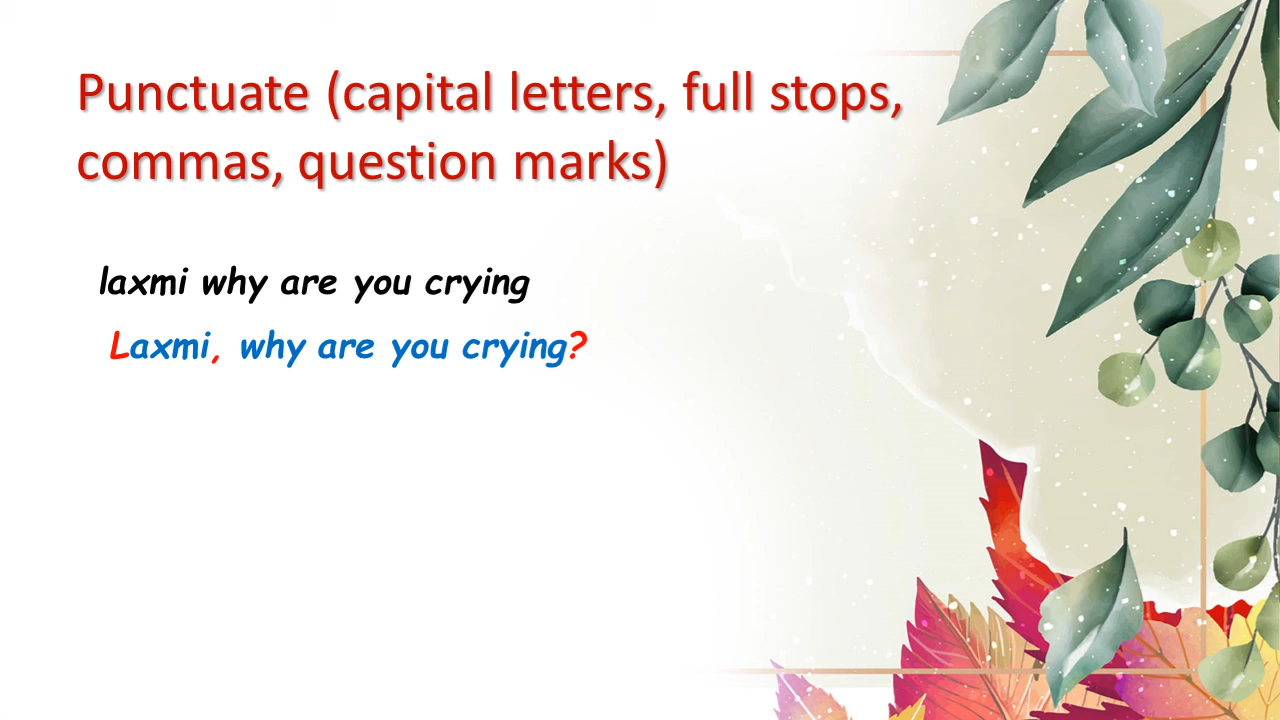 Punctuate (capital letters, full stops,
commas, question marks)
laxmi why are you crying
Laxmi, why are you crying?